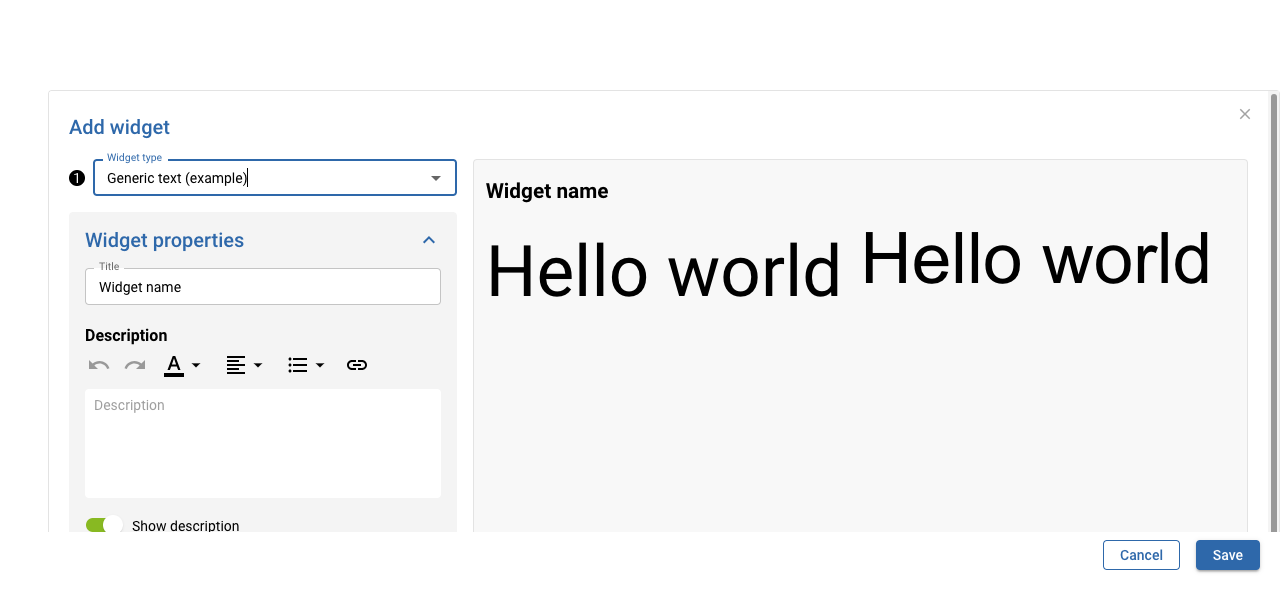 Add widget
Widget type
1 Generic text (example)
Widget properties
Title
Widget name
Description
A
Description
Show description
Widget name
Hello world Hello world
Cancel Save